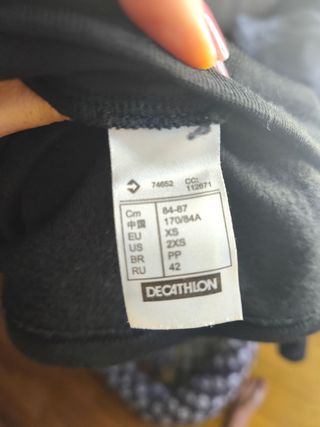 74652 CC: 112671
Cm 84-87
中国 170/84A
EU XS
US 2XS
BR PP
RU 42
DECATHLON